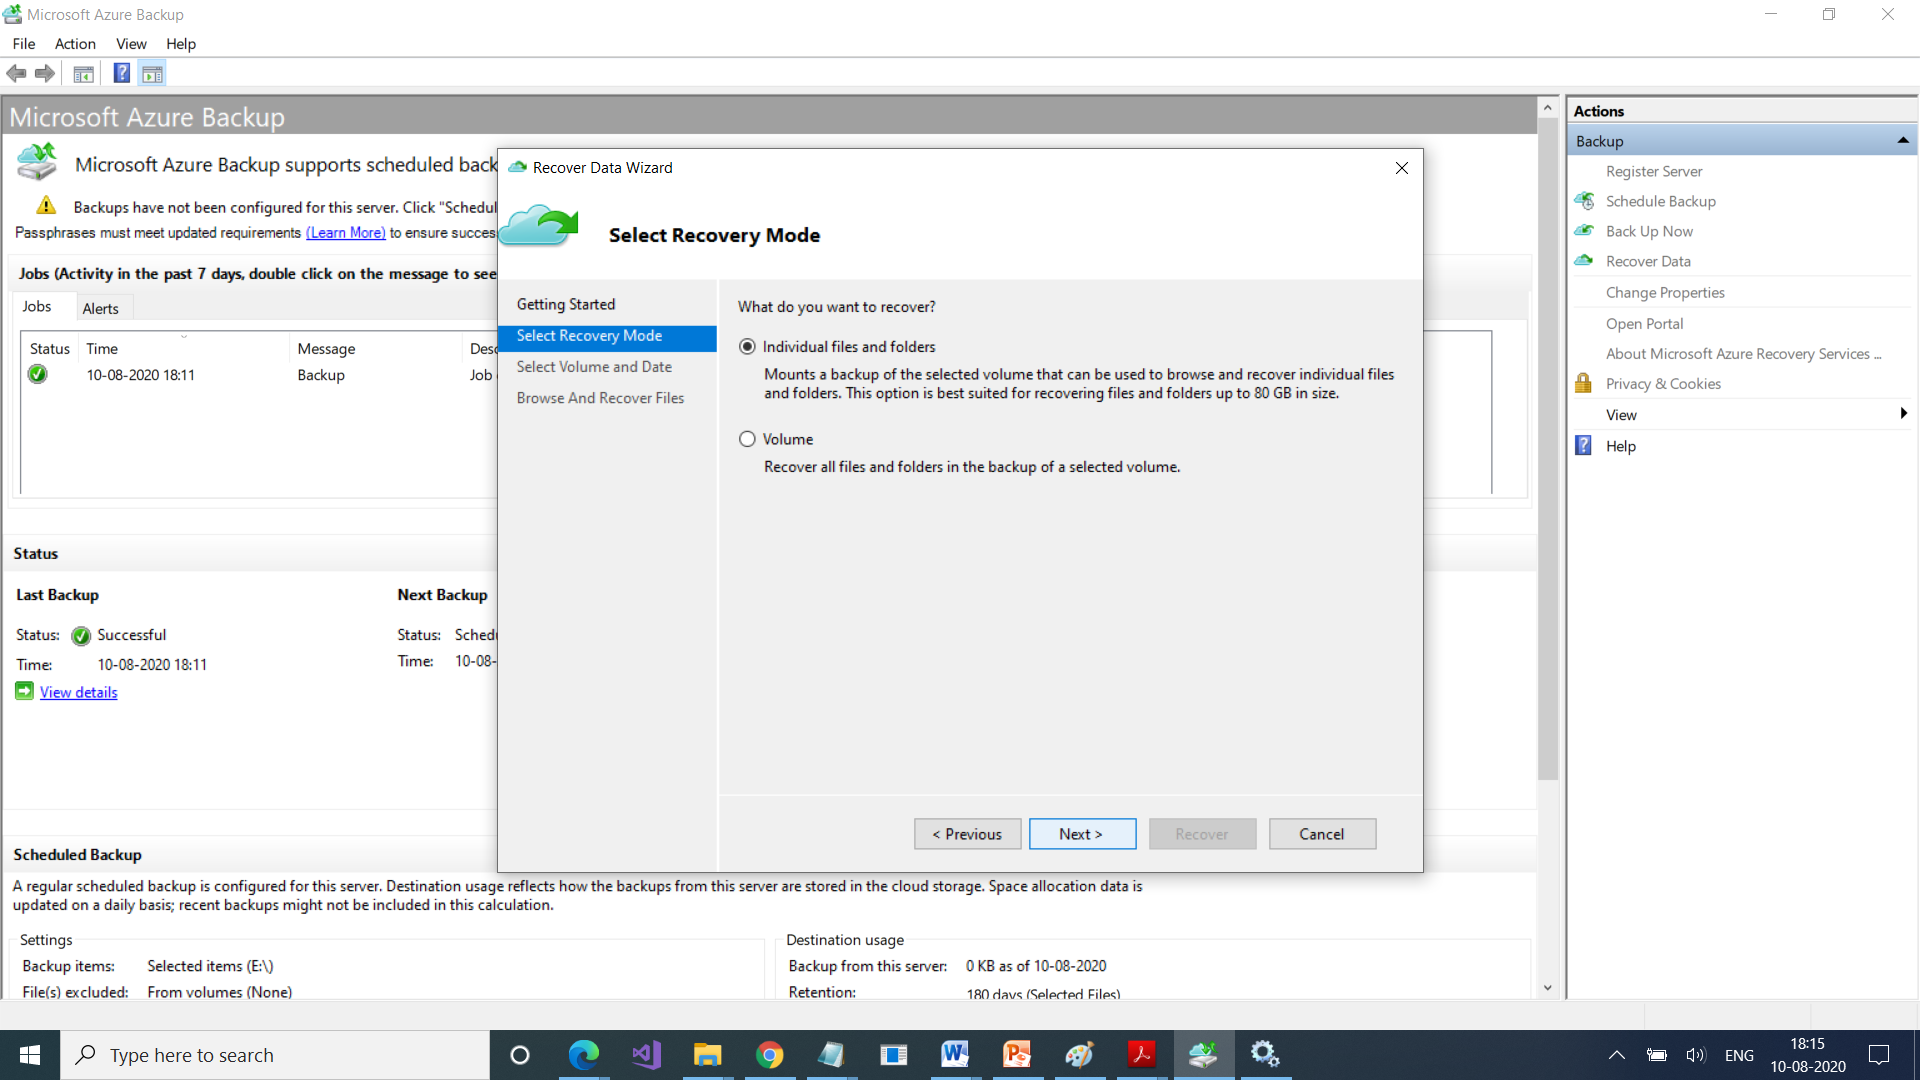 Microsoft Azure Backup
File Action View Help
Microsoft Azure Backup
Microsoft Azure Backup supports scheduled back
Backups have not been configured for this server. Click "Schedul
Passphrases must meet updated requirements (Learn More) to ensure succes
Jobs (Activity in the past 7 days, double click on the message to see
Jobs Alerts
Status Time Message Desc
10-08-2020 18:11 Backup Job
Status
Last Backup Next Backup
Status: Successful Status: Schedu
Time: 10-08-2020 18:11 Time: 10-08-
View details
Scheduled Backup
A regular scheduled backup is configured for this server. Destination usage reflects how the backups from this server are stored in the cloud storage. Space allocation data is
updated on a daily basis; recent backups might not be included in this calculation.
Settings
Backup items: Selected items (E:\)
File(s) excluded: From volumes (None)
Destination usage
Backup from this server: 0 KB as of 10-08-2020
Retention: 180 days (Selected Files)
Recover Data Wizard
Select Recovery Mode
Getting Started
Select Recovery Mode
Select Volume and Date
Browse And Recover Files
What do you want to recover?
Individual files and folders
Mounts a backup of the selected volume that can be used to browse and recover individual files
and folders. This option is best suited for recovering files and folders up to 80 GB in size.
Volume
Recover all files and folders in the backup of a selected volume.
< Previous Next > Recover Cancel
Actions
Backup
Register Server
Schedule Backup
Back Up Now
Recover Data
Change Properties
Open Portal
About Microsoft Azure Recovery Services ...
Privacy & Cookies
View
Help
Type here to search
ENG
18:15
10-08-2020